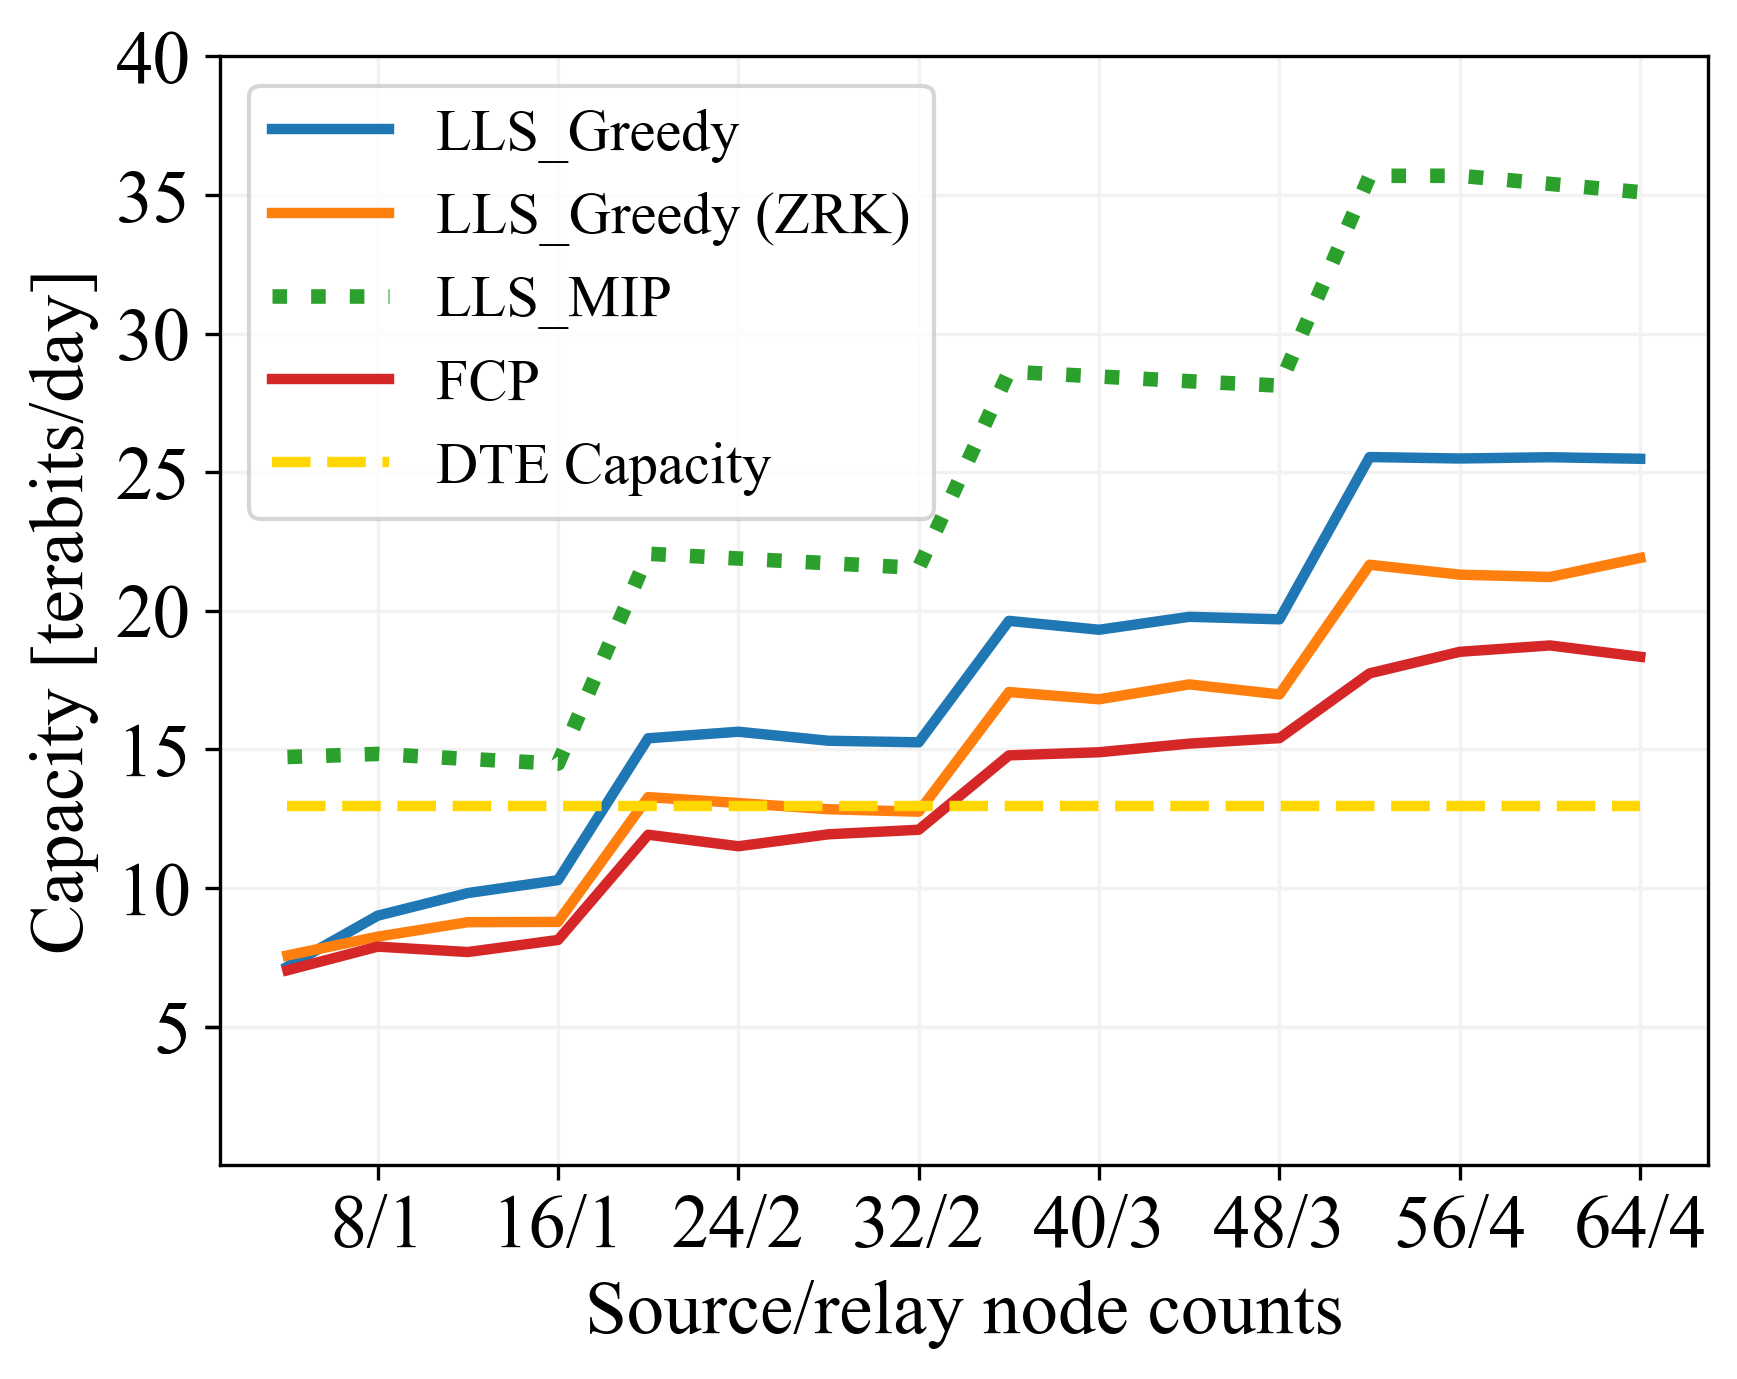 40
35
30
25
20
15
10
5
Capacity [terabits/day]
LLS_Greedy
LLS_Greedy (ZRK)
LLS_MIP
FCP
DTE Capacity
8/1 16/1 24/2 32/2 40/3 48/3 56/4 64/4
Source/relay node counts